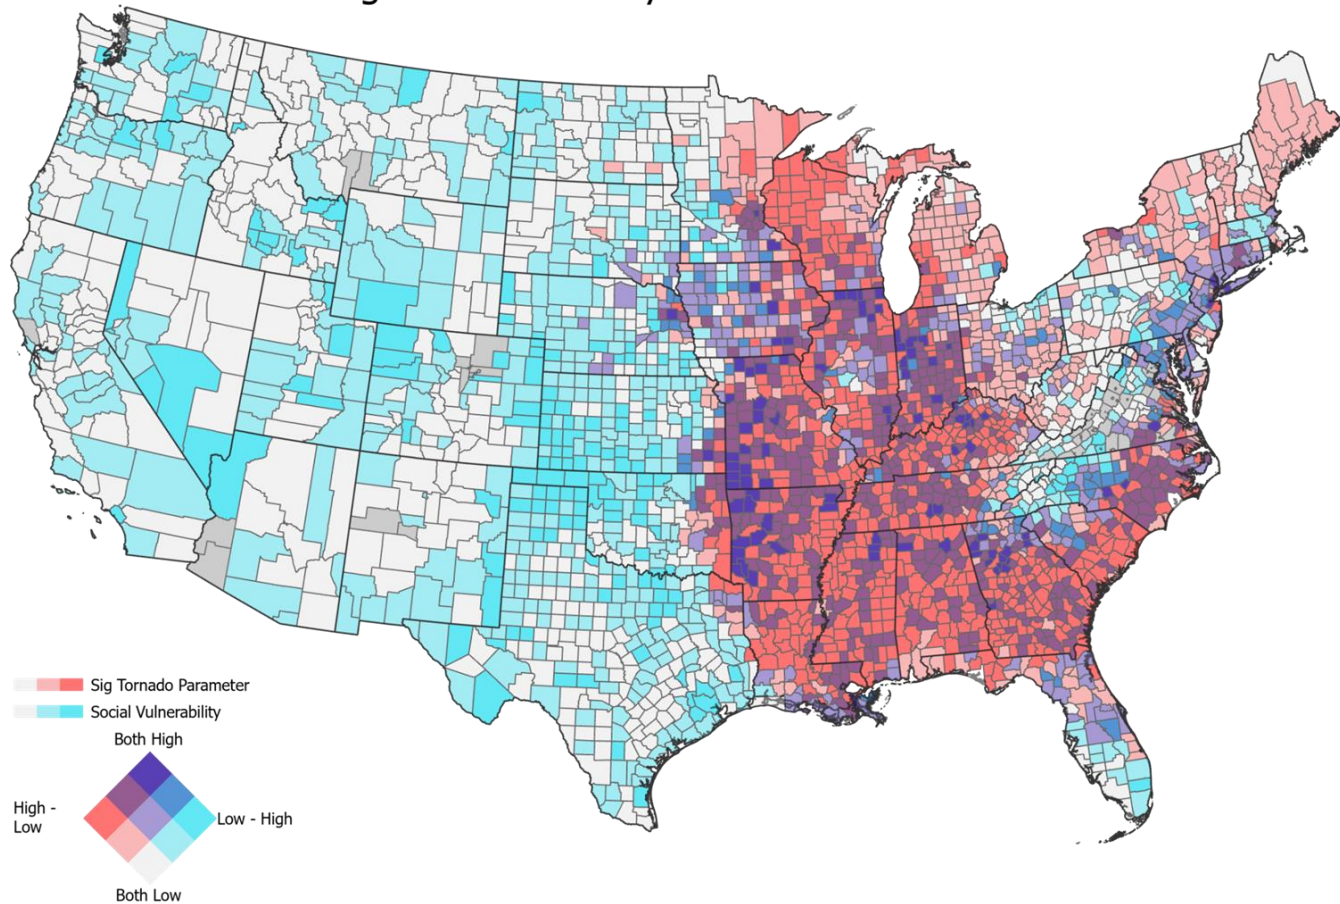 Sig Tornado Parameter
Social Vulnerability
Both High
High -
Low
Low - High
Both Low